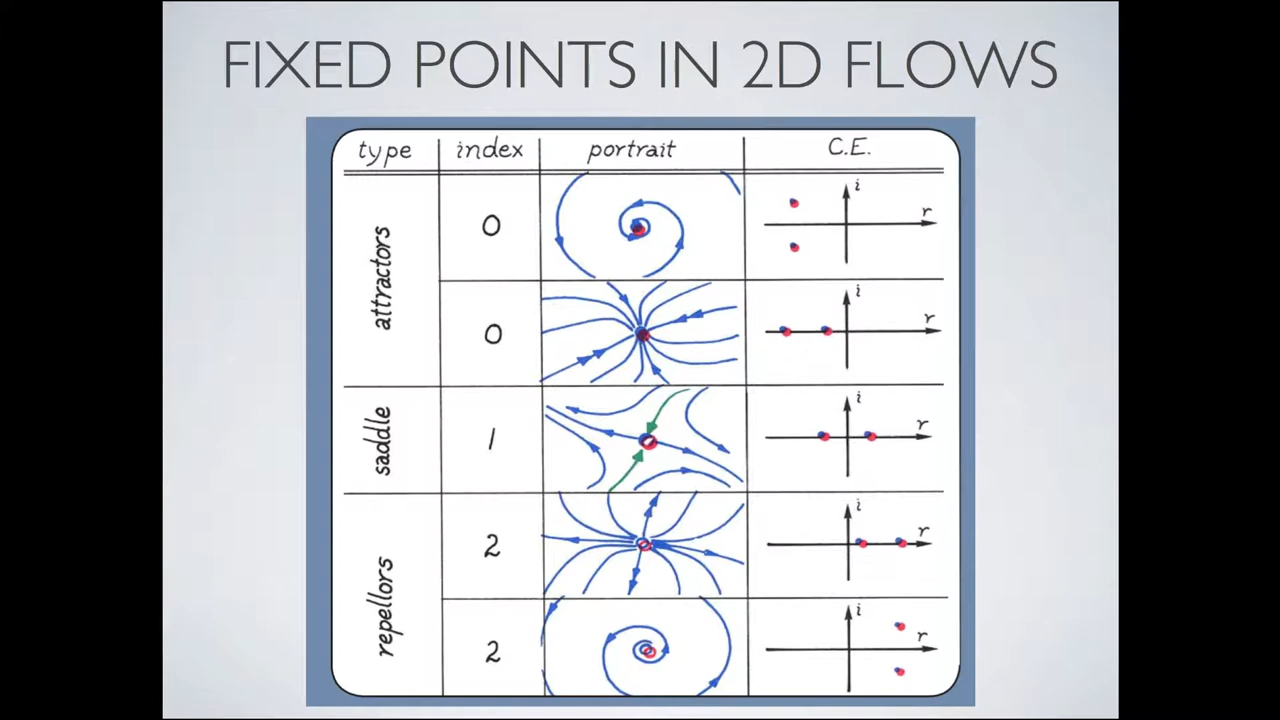 FIXED POINTS IN 2D FLOWS
type index portrait C.E.
attractors
0
i
r
0
i
r
saddle
1
i
r
repellors
2
i
r
2
i
r